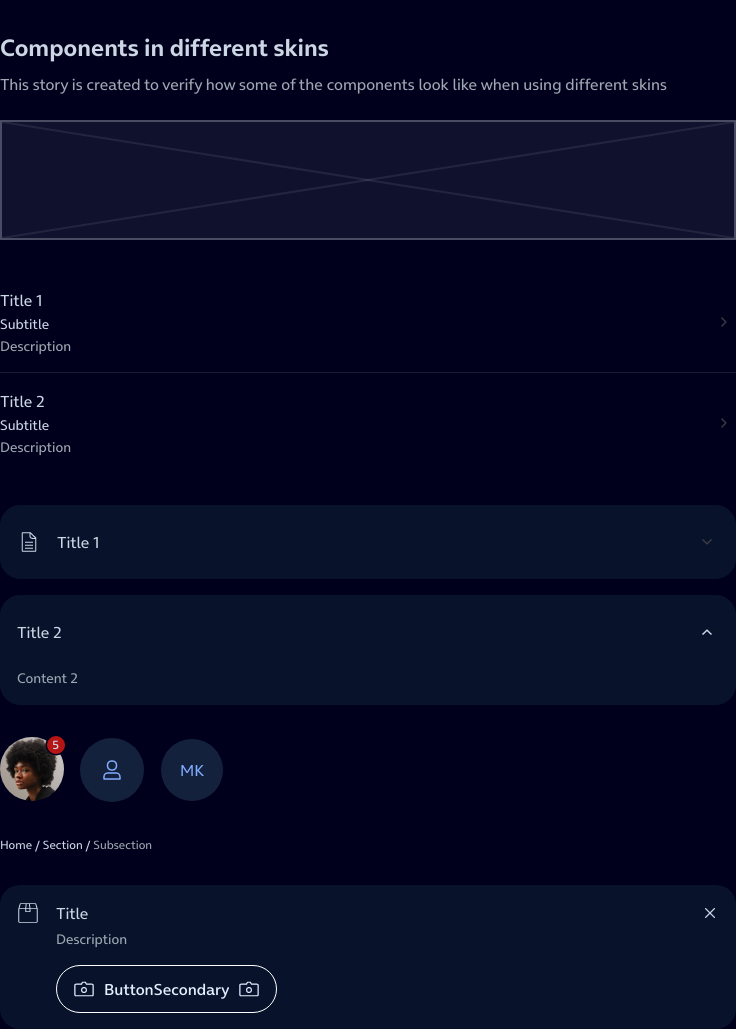 Components in different skins
This story is created to verify how some of the components look like when using different skins
Title 1
Subtitle
Description
Title 2
Subtitle
Description
Title 1
Title 2
Content 2
5
MK
Home / Section / Subsection
Title
Description
ButtonSecondary